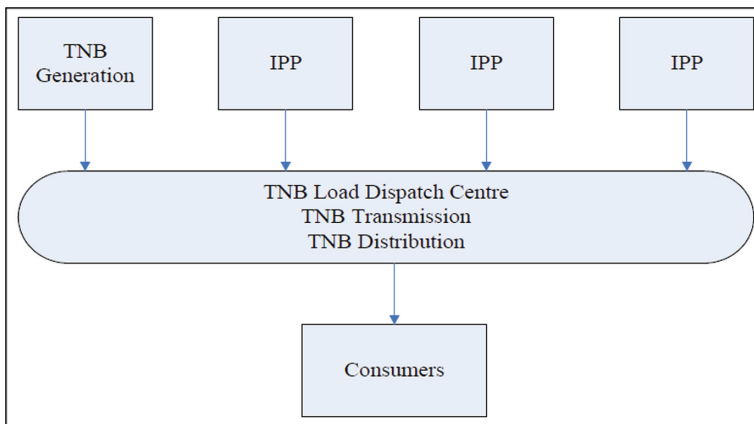 TNB
Generation
IPP
IPP
IPP
TNB Load Dispatch Centre
TNB Transmission
TNB Distribution
Consumers